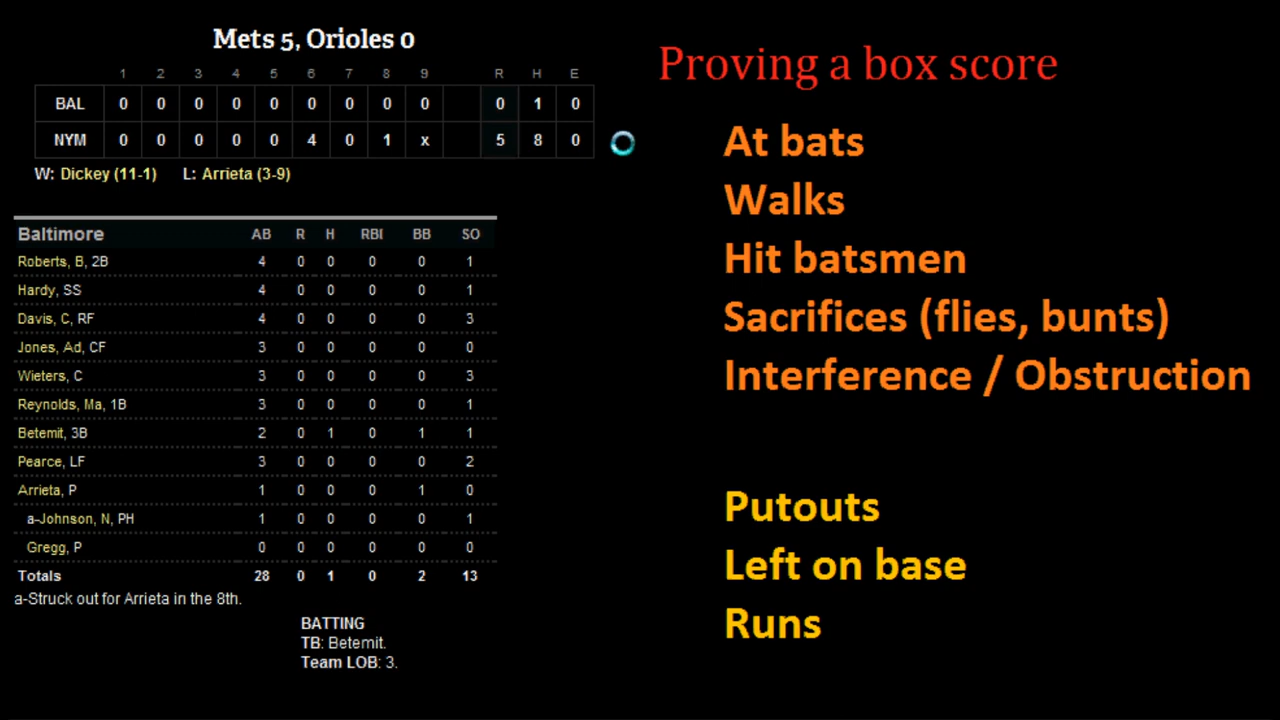 Mets 5, Orioles 0
1 2 3 4 5 6 7 8 9 R H E
BAL 0 0 0 0 0 0 0 0 0 0 1 0
NYM 0 0 0 0 0 4 0 1 x 5 8 0
W: Dickey (11-1) L: Arrieta (3-9)
Baltimore AB R H RBI BB SO
Roberts, B, 2B 4 0 0 0 0 1
Hardy, SS 4 0 0 0 0 1
Davis, C, RF 4 0 0 0 0 3
Jones, Ad, CF 3 0 0 0 0 0
Wieters, C 3 0 0 0 0 3
Reynolds, Ma, 1B 3 0 0 0 0 1
Betemit, 3B 2 0 1 0 1 1
Pearce, LF 3 0 0 0 0 2
Arrieta, P 1 0 0 0 1 0
a-Johnson, N, PH 1 0 0 0 0 1
Gregg, P 0 0 0 0 0 0
Totals 28 0 1 0 2 13
a-Struck out for Arrieta in the 8th.
BATTING
TB: Betemit.
Team LOB: 3.
Proving a box score
At bats
Walks
Hit batsmen
Sacrifices (flies, bunts)
Interference / Obstruction
Putouts
Left on base
Runs